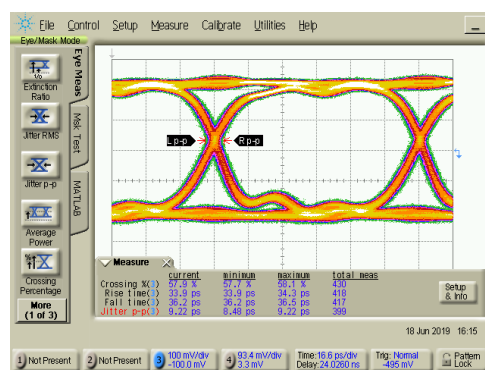 File Control Setup Measure Calibrate Utilities Help
Eye/Mask Mode
Eye Meas
Msk Test
MATLAB
Extinction
Ratio
Jitter RMS
Jitter p-p
Average
Power
Crossing
Percentage
More
(1 of 3)
L p-p
R p-p
Measure
current minimum maximum total meas
Crossing %(3) 57.9 % 57.7 % 58.1 % 430
Rise time(3) 33.9 ps 33.9 ps 34.3 ps 418
Fall time(3) 36.2 ps 36.2 ps 36.5 ps 417
Jitter p-p(3) 9.22 ps 8.48 ps 9.22 ps 399
Setup
& Info
18 Jun 2019 16:15
1 Not Present
2 Not Present
3 100 mV/div
-100.0 mV
4 93.4 mV/div
3.3 mV
Time:16.6 ps/div
Delay:24.0260 ns
Trig: Normal
-495 mV
Pattern
Lock